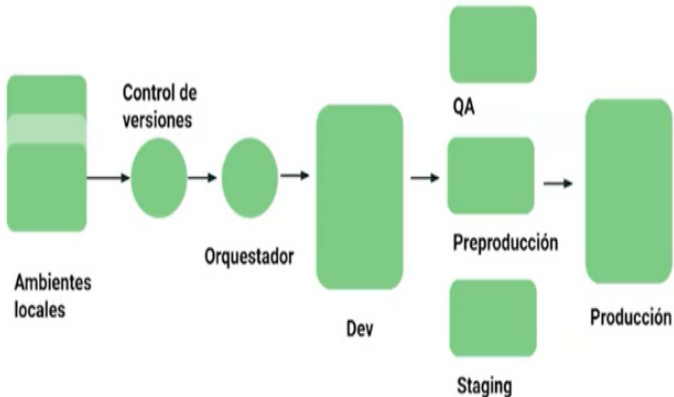 Ambientes
locales
Control de
versiones
Orquestador
Dev
QA
Preproducción
Staging
Producción